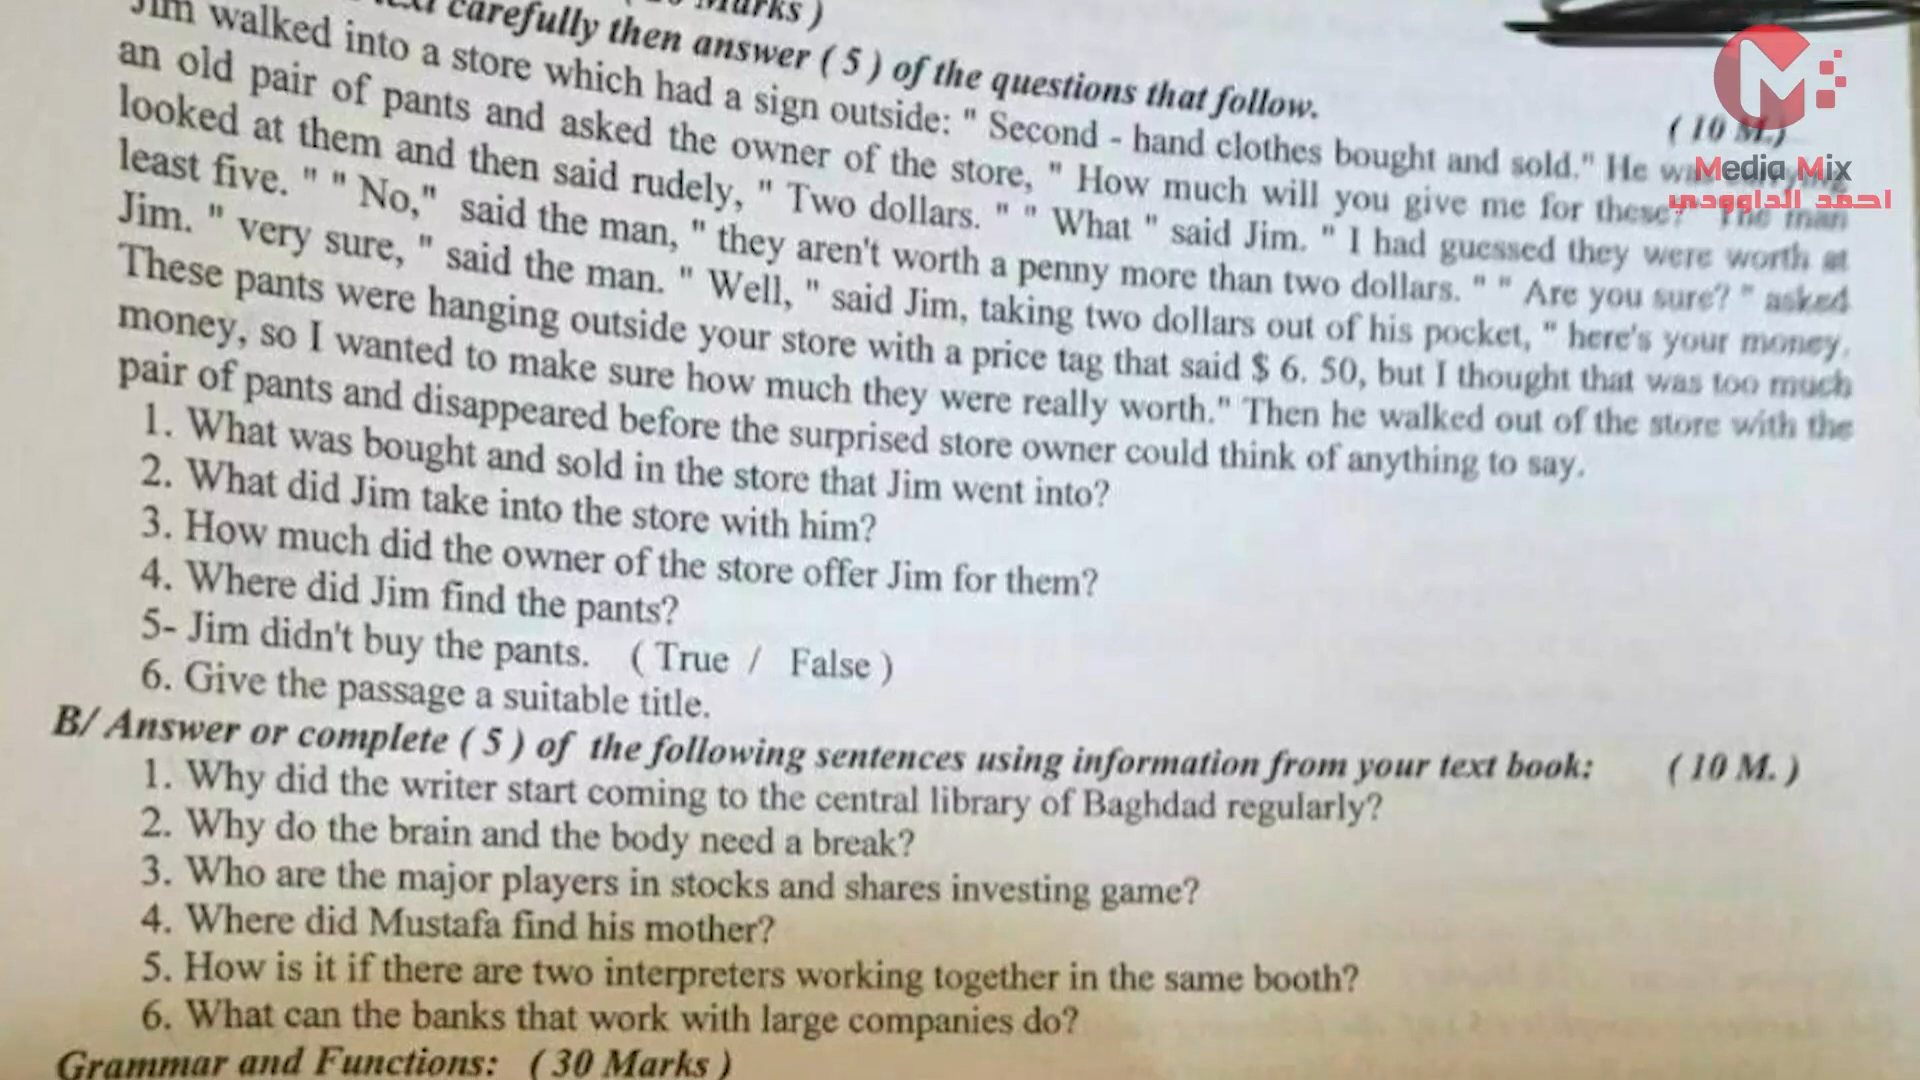 Marks )
carefully then answer ( 5 ) of the questions that follow.
( 10 M.)
Jim walked into a store which had a sign outside: " Second - hand clothes bought and sold." He was
an old pair of pants and asked the owner of the store, " How much will you give me for these?" The man
looked at them and then said rudely, " Two dollars. " " What " said Jim. " I had guessed they were worth at
least five. " " No," said the man, " they aren't worth a penny more than two dollars. " " Are you sure? " asked
Jim. " very sure, " said the man. " Well, " said Jim, taking two dollars out of his pocket, " here's your money.
These pants were hanging outside your store with a price tag that said $ 6. 50, but I thought that was too much
money, so I wanted to make sure how much they were really worth." Then he walked out of the store with the
pair of pants and disappeared before the surprised store owner could think of anything to say.
1. What was bought and sold in the store that Jim went into?
2. What did Jim take into the store with him?
3. How much did the owner of the store offer Jim for them?
4. Where did Jim find the pants?
5- Jim didn't buy the pants. ( True / False )
6. Give the passage a suitable title.
B/ Answer or complete ( 5 ) of the following sentences using information from your text book: ( 10 M. )
1. Why did the writer start coming to the central library of Baghdad regularly?
2. Why do the brain and the body need a break?
3. Who are the major players in stocks and shares investing game?
4. Where did Mustafa find his mother?
5. How is it if there are two interpreters working together in the same booth?
6. What can the banks that work with large companies do?
Grammar and Functions: ( 30 Marks )
Media Mix
احمد الداوودي